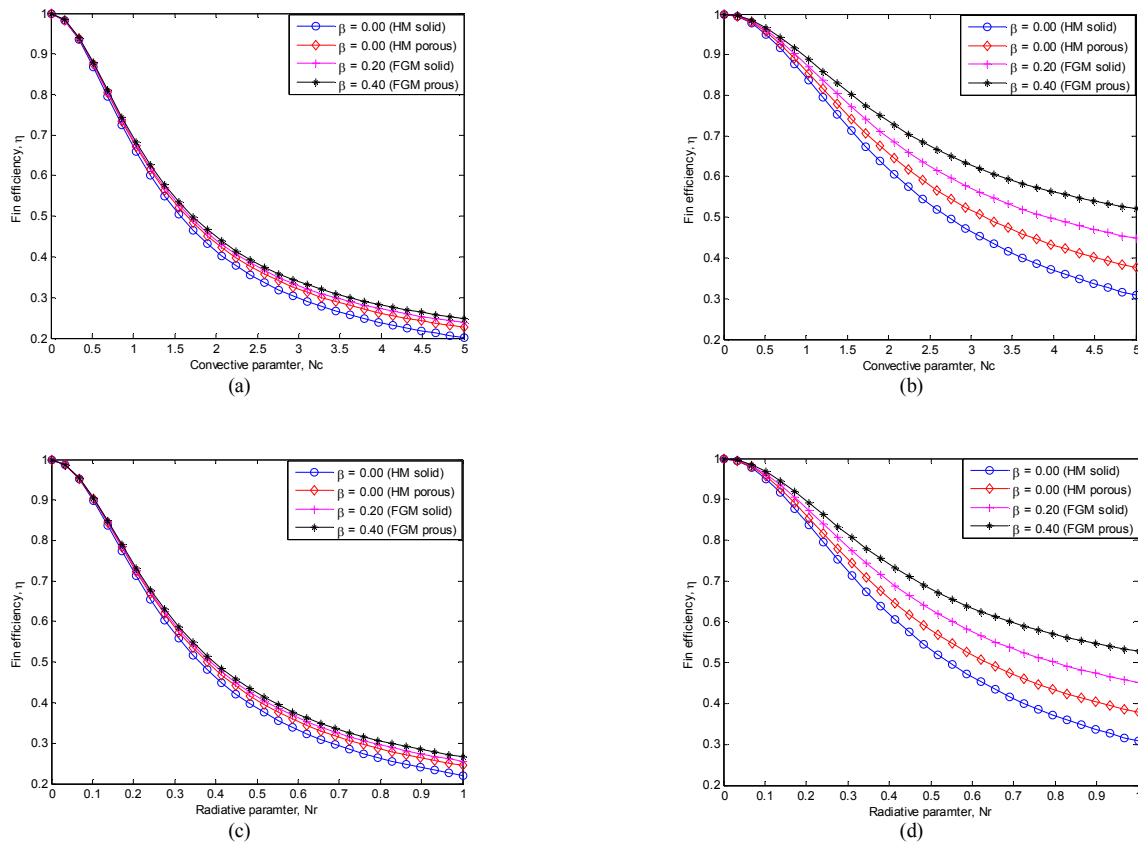 β = 0.00 (HM solid)
β = 0.00 (HM porous)
β = 0.20 (FGM solid)
β = 0.40 (FGM prous)
1
0.9
0.8
0.7
0.6
0.5
0.4
0.3
0.2
Fin efficiency, η
0 0.5 1 1.5 2 2.5 3 3.5 4 4.5 5
Convective paramter, Nc
(a)
β = 0.00 (HM solid)
β = 0.00 (HM porous)
β = 0.20 (FGM solid)
β = 0.40 (FGM prous)
1
0.9
0.8
0.7
0.6
0.5
0.4
0.3
0.2
Fin efficiency, η
0 0.5 1 1.5 2 2.5 3 3.5 4 4.5 5
Convective paramter, Nc
(b)
β = 0.00 (HM solid)
β = 0.00 (HM porous)
β = 0.20 (FGM solid)
β = 0.40 (FGM prous)
1
0.9
0.8
0.7
0.6
0.5
0.4
0.3
0.2
Fin efficiency, η
0 0.1 0.2 0.3 0.4 0.5 0.6 0.7 0.8 0.9 1
Radiative paramter, Nr
(c)
β = 0.00 (HM solid)
β = 0.00 (HM porous)
β = 0.20 (FGM solid)
β = 0.40 (FGM prous)
1
0.9
0.8
0.7
0.6
0.5
0.4
0.3
0.2
Fin efficiency, η
0 0.1 0.2 0.3 0.4 0.5 0.6 0.7 0.8 0.9 1
Radiative paramter, Nr
(d)